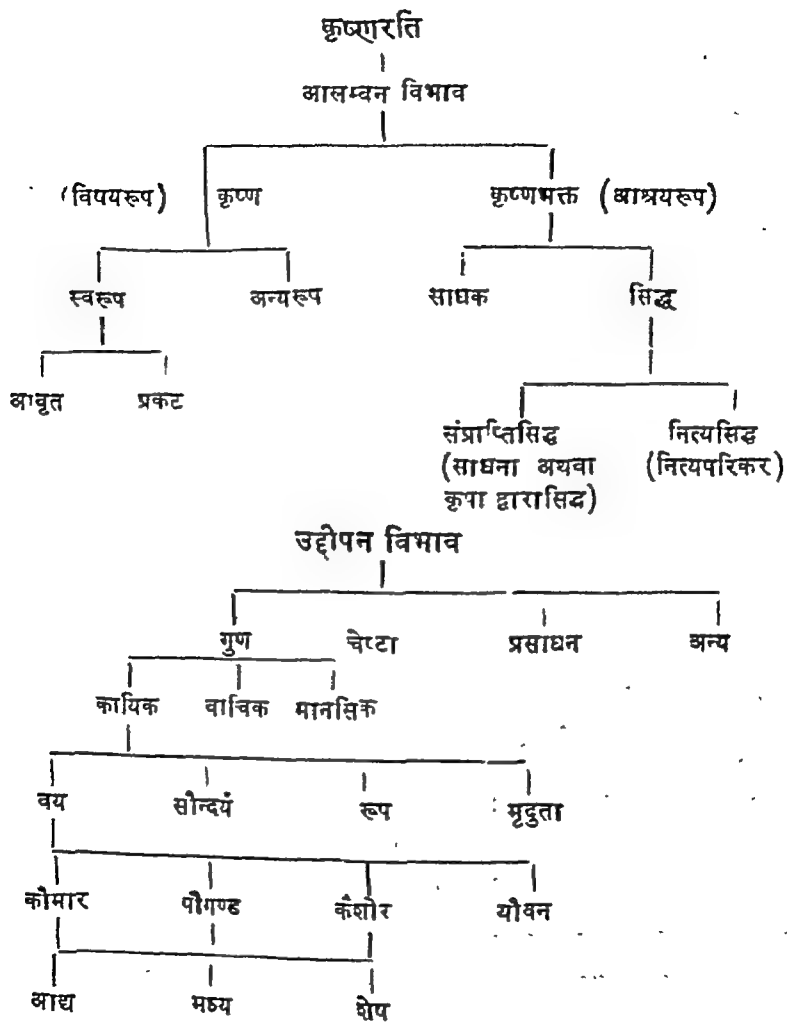 कृष्णरति
आलम्बन विभाव
(विषयरूप) कृष्ण कृष्णभक्त (आश्रयरूप)
स्वरूप अन्यरूप साधक सिद्ध
आवृत प्रकट
संप्राप्तिसिद्ध नित्यसिद्ध
(साधना अथवा (नित्यपरिकर)
कृपा द्वारासिद्ध)
उद्दीपन विभाव
गुण चेष्टा प्रसाधन अन्य
कायिक वाचिक मानसिक
वय सौन्दर्य रूप मृदुता
कौमार पौगण्ड कैशोर यौवन
आद्य मध्य शेष